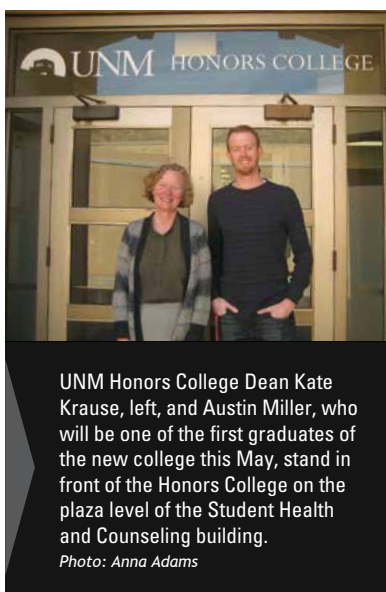 UNM HONORS COLLEGE
UNM Honors College Dean Kate
Krause, left, and Austin Miller, who
will be one of the first graduates of
the new college this May, stand in
front of the Honors College on the
plaza level of the Student Health
and Counseling building.
Photo: Anna Adams